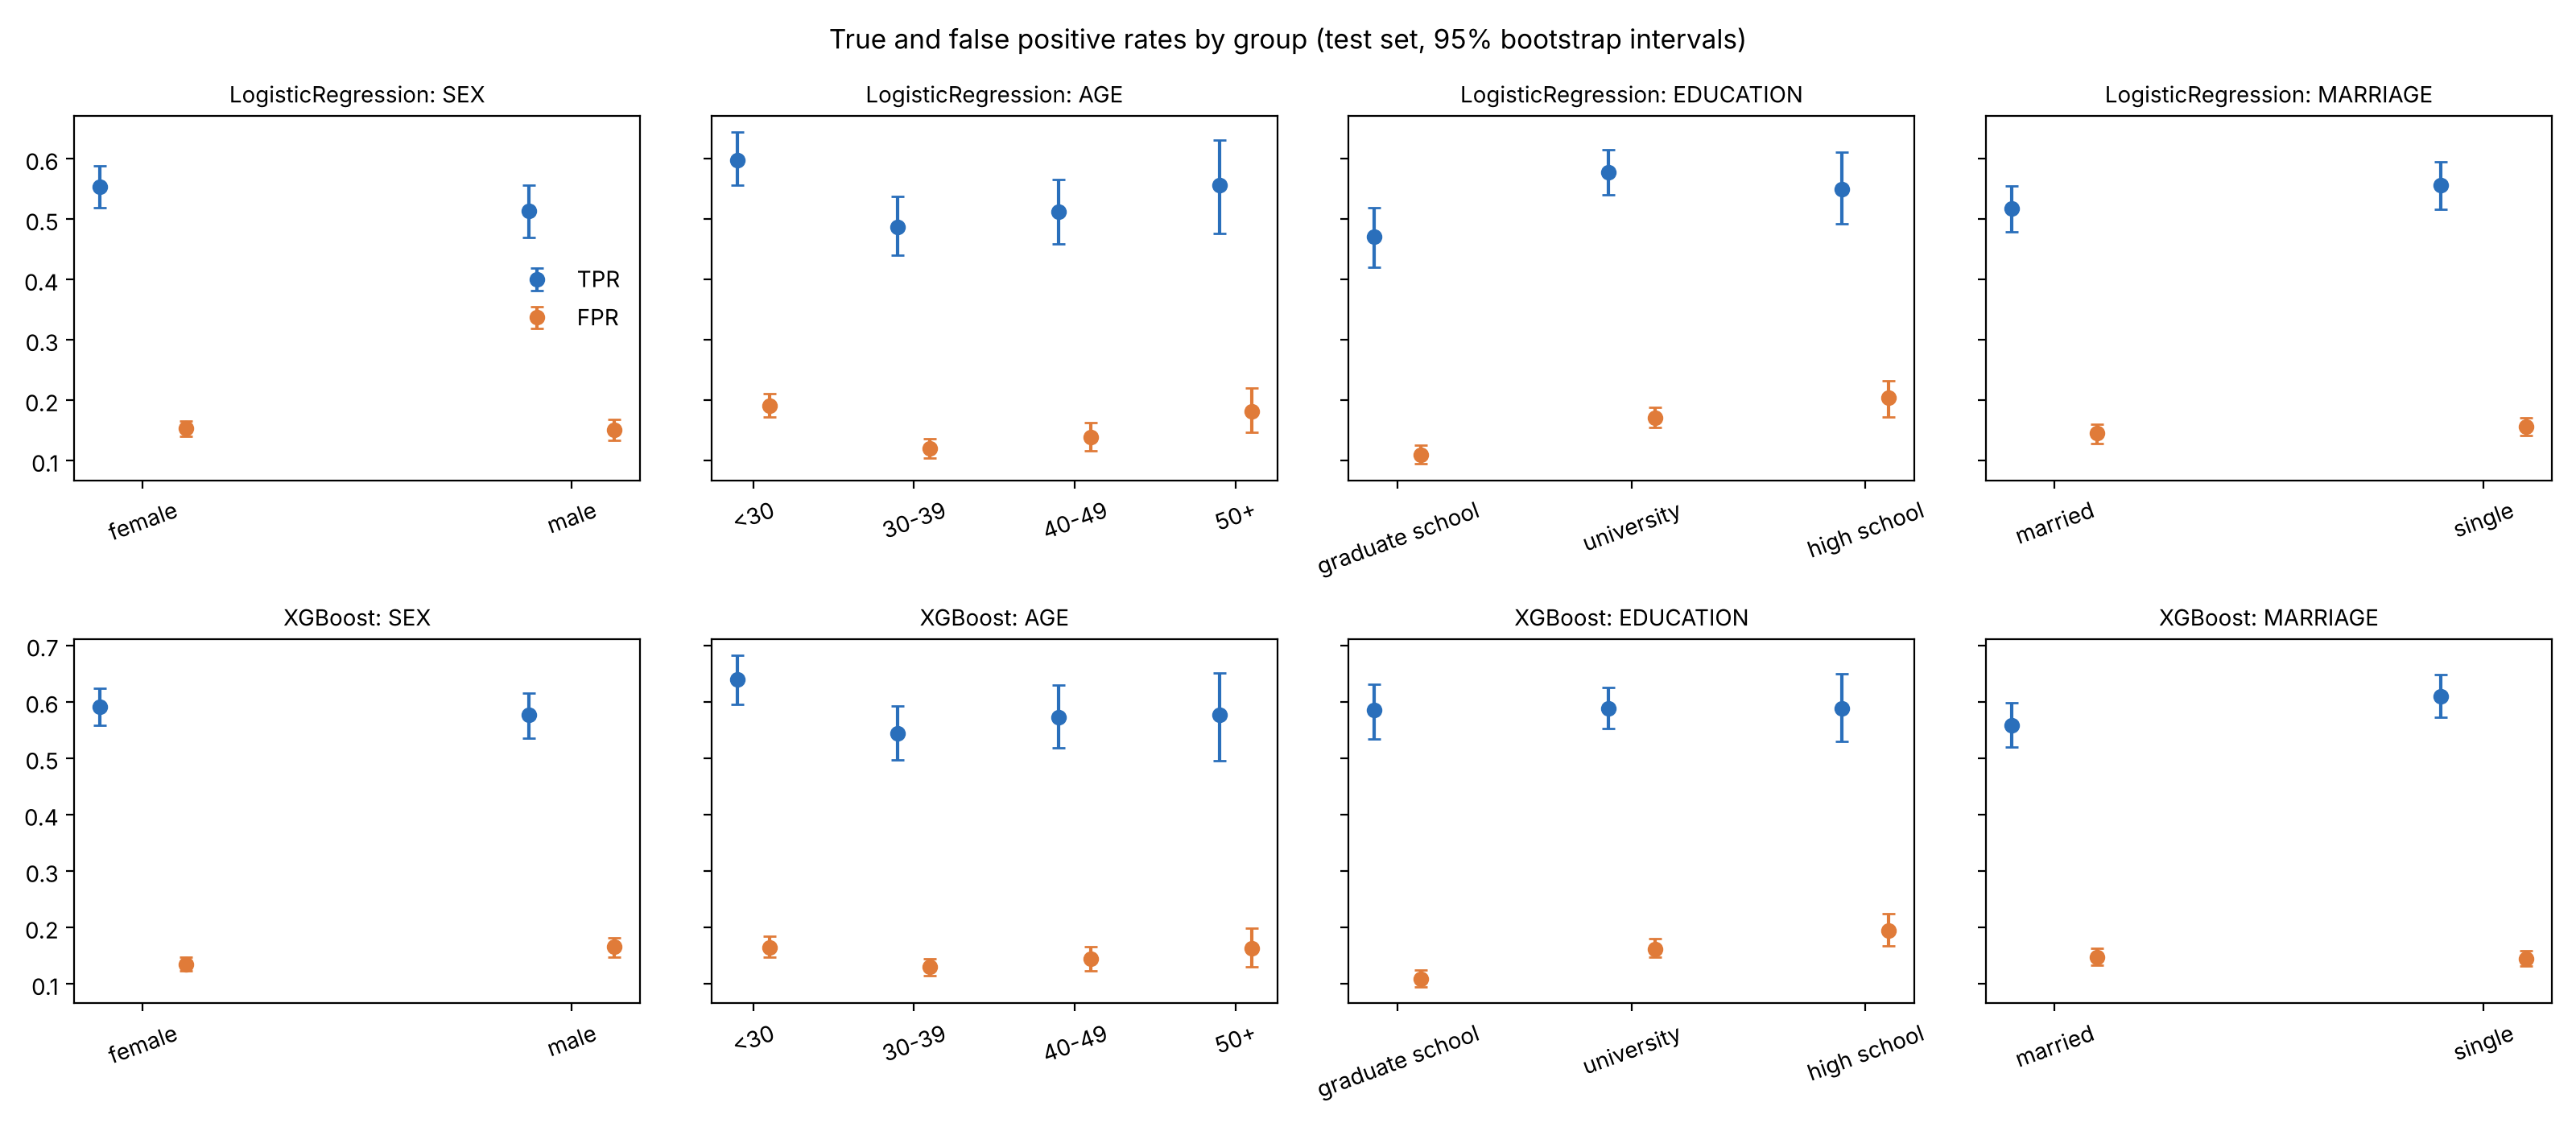 True and false positive rates by group (test set, 95% bootstrap intervals)
LogisticRegression: SEX
LogisticRegression: AGE
LogisticRegression: EDUCATION
LogisticRegression: MARRIAGE
0.6
0.5
0.4
0.3
0.2
0.1
TPR
FPR
female
male
<30
30-39
40-49
50+
graduate school
university
high school
married
single
XGBoost: SEX
XGBoost: AGE
XGBoost: EDUCATION
XGBoost: MARRIAGE
0.7
0.6
0.5
0.4
0.3
0.2
0.1
female
male
<30
30-39
40-49
50+
graduate school
university
high school
married
single